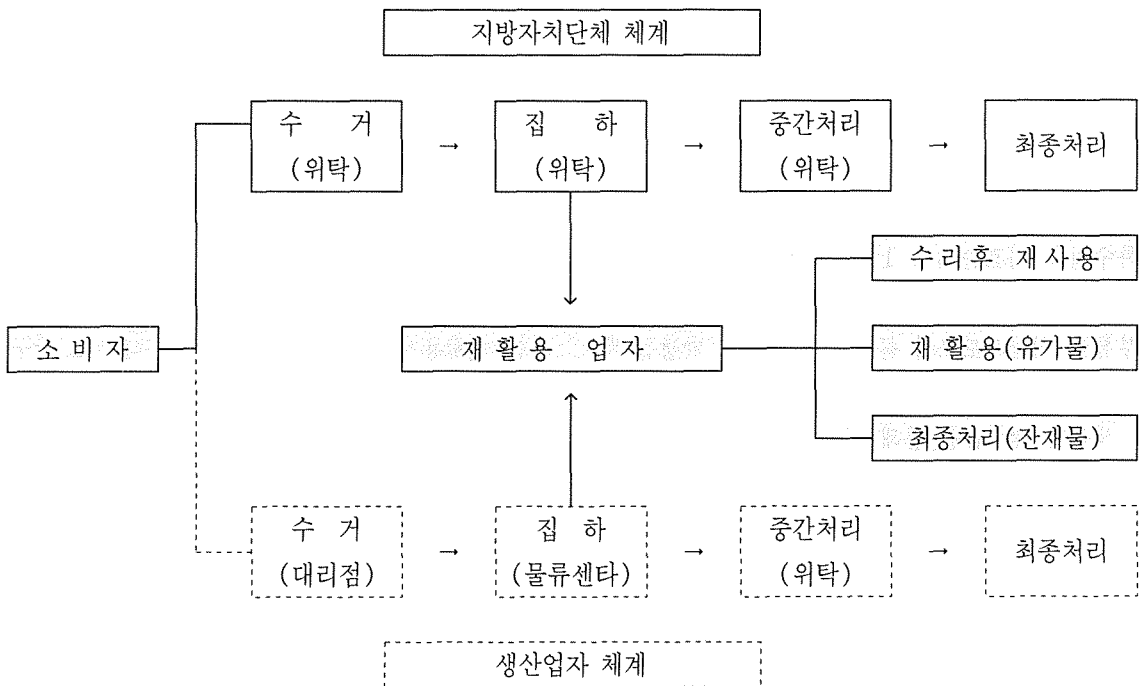 지방자치단체 체계
수 거 → 집 하 → 중간처리 → 최종처리
(위탁) (위탁) (위탁)
수리후 재사용
소비자 재활용 업자 재활용(유가물)
최종처리(잔재물)
수 거 → 집 하 → 중간처리 → 최종처리
(대리점) (물류센타) (위탁)
생산업자 체계